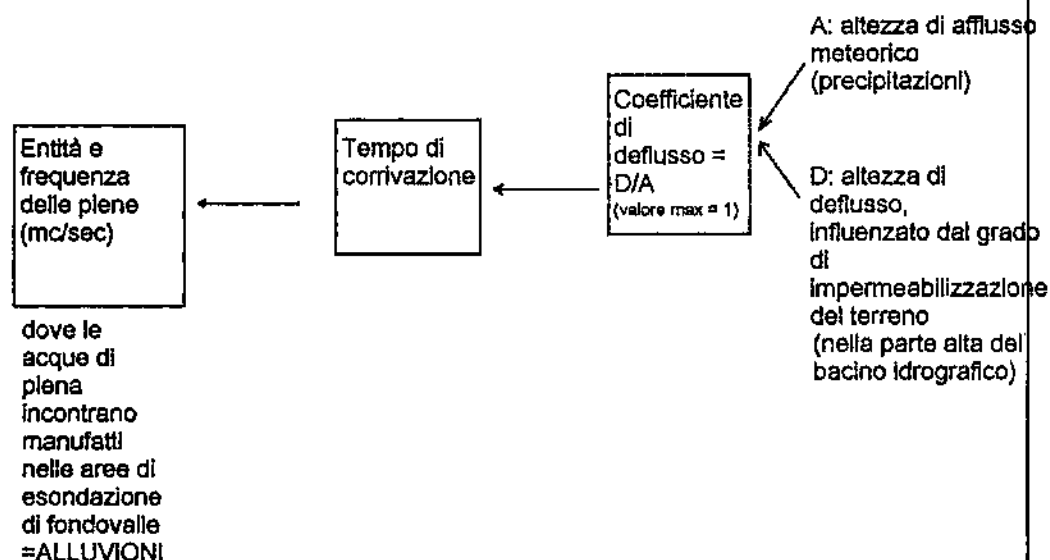 A: altezza di afflusso
meteorico
(precipitazioni)
Coefficiente
di
deflusso =
D/A
(valore max = 1)
Tempo di
corrivazione
Entità e
frequenza
delle piene
(mc/sec)
D: altezza di
deflusso,
influenzato dal grado
di
impermeabilizzazione
del terreno
(nella parte alta del
bacino idrografico)
dove le
acque di
piena
incontrano
manufatti
nelle aree di
esondazione
di fondovalle
=ALLUVIONI